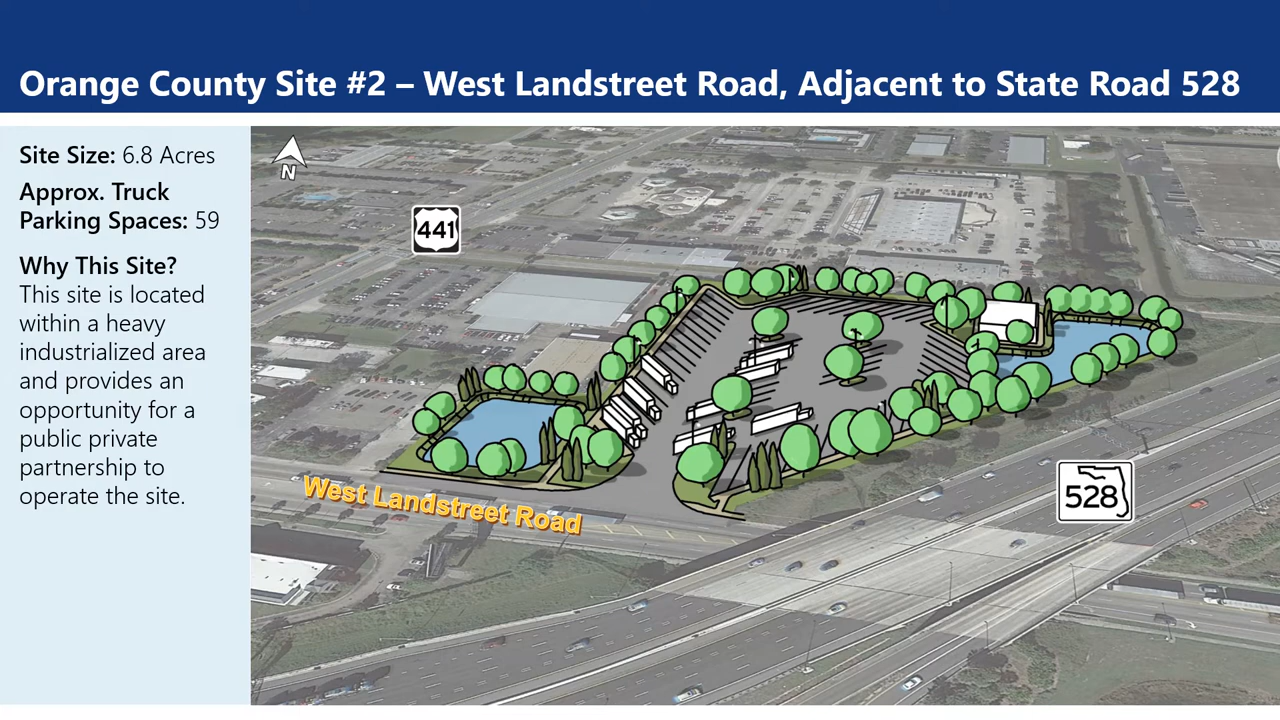 Orange County Site #2 – West Landstreet Road, Adjacent to State Road 528
Site Size: 6.8 Acres
Approx. Truck
Parking Spaces: 59
Why This Site?
This site is located
within a heavy
industrialized area
and provides an
opportunity for a
public private
partnership to
operate the site.
N
441
West Landstreet Road
528